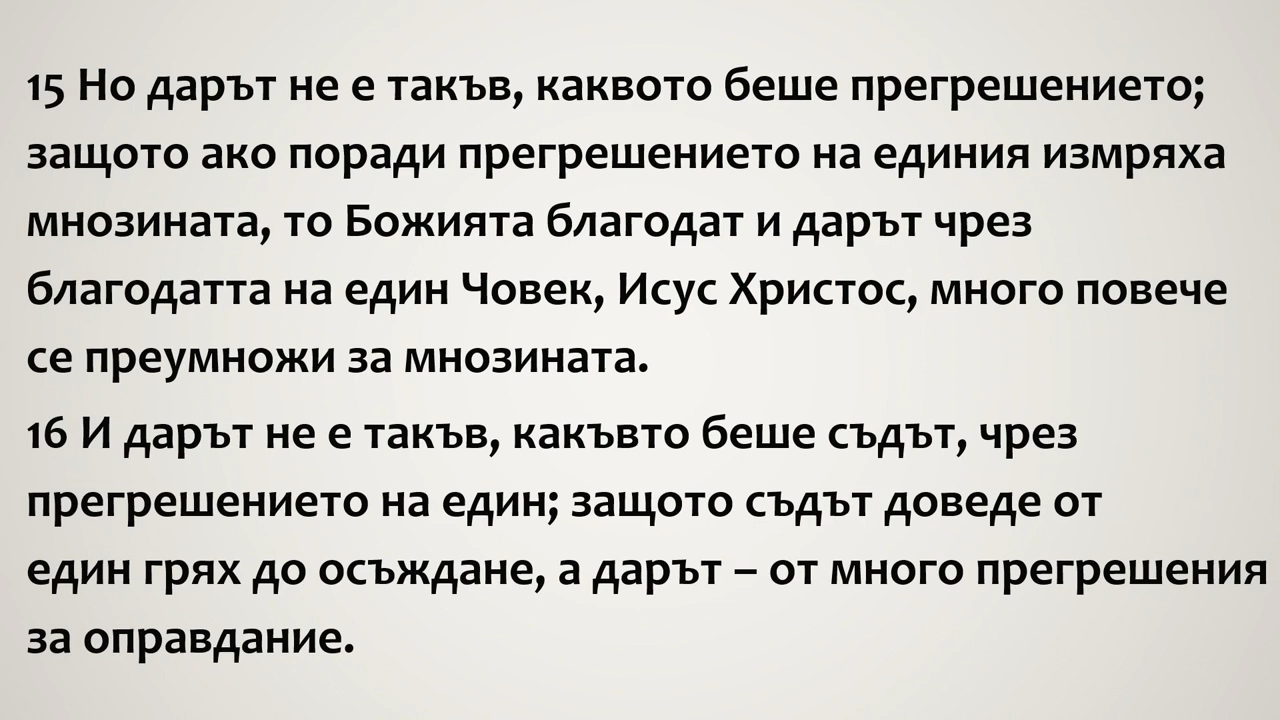 15 Но дарът не е такъв, каквото беше прегрешението;
защото ако поради прегрешението на единия измряха
мнозината, то Божията благодат и дарът чрез
благодатта на един Човек, Исус Христос, много повече
се преумножи за мнозината.
16 И дарът не е такъв, какъвто беше съдът, чрез
прегрешението на един; защото съдът доведе от
един грях до осъждане, а дарът – от много прегрешения
за оправдание.